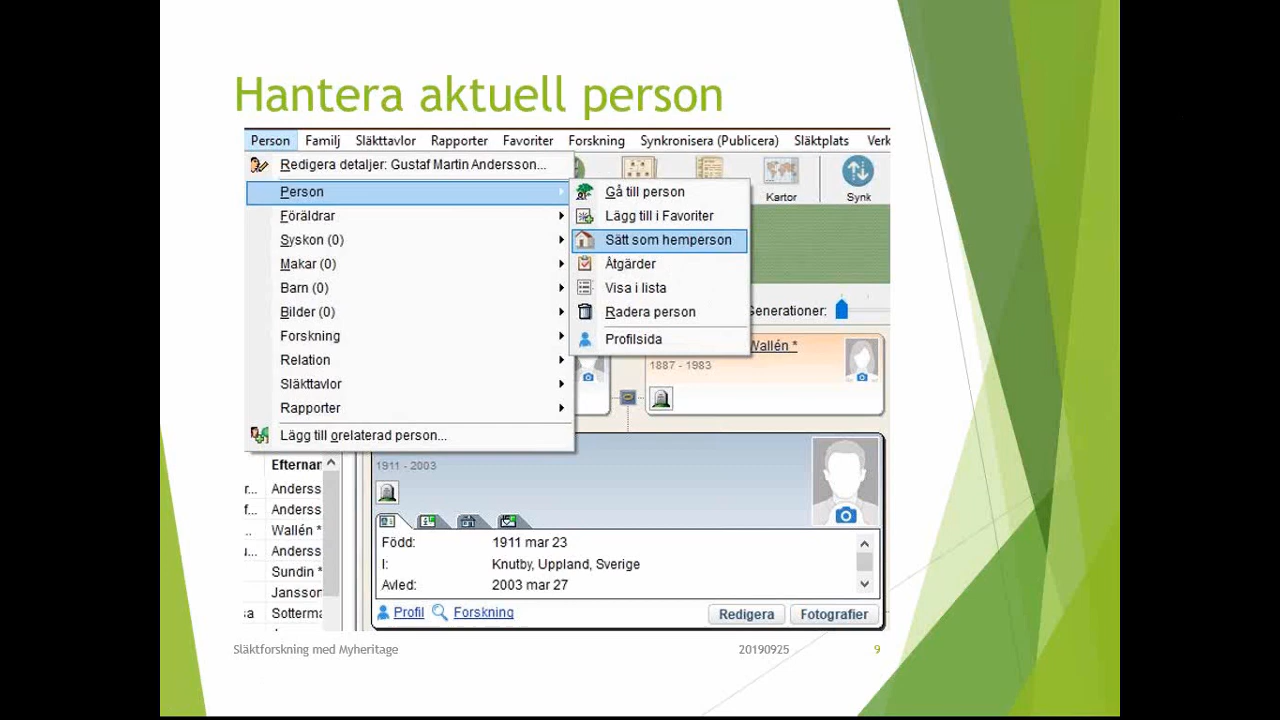 Hantera aktuell person
Person Familj Släkttavlor Rapporter Favoriter Forskning Synkronisera (Publicera) Släktplats Verk
Redigera detaljer: Gustaf Martin Andersson...
Person
Föräldrar
Syskon (0)
Makar (0)
Barn (0)
Bilder (0)
Forskning
Relation
Släkttavlor
Rapporter
Lägg till orelaterad person...
Gå till person
Lägg till i Favoriter
Sätt som hemperson
Åtgärder
Visa i lista
Radera person
Profilsida
Kartor
Synk
Generationer:
Wallén *
1887 - 1983
Efternar
r... Anderss
f... Anderss
... Wallén *
u... Anderss
Sundin *
Jansson
sa Sotterma
1911 - 2003
Född: 1911 mar 23
I: Knutby, Uppland, Sverige
Avled: 2003 mar 27
Profil Forskning Redigera Fotografier
Släktforskning med Myheritage 20190925 9